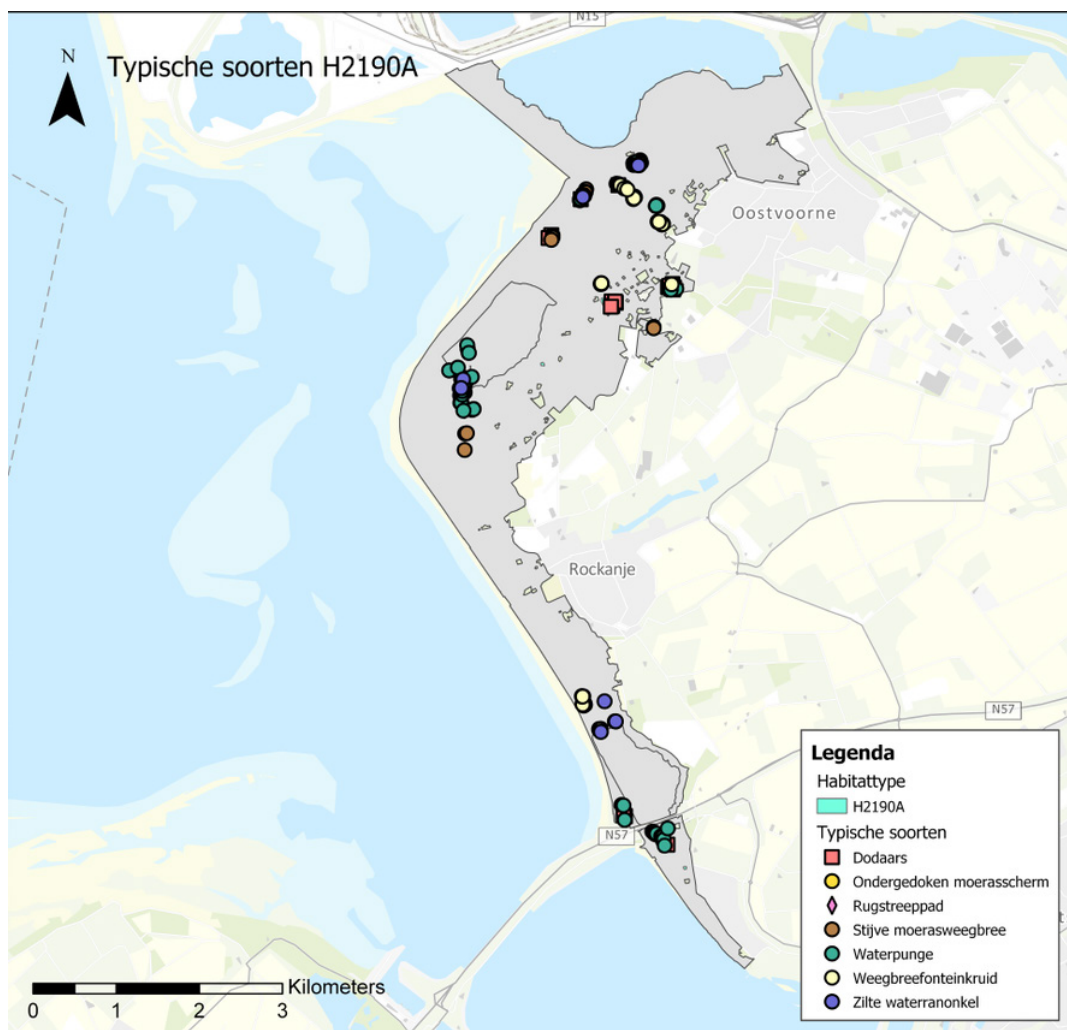 N15
N
Typische soorten H2190A
Oostvoorne
Rockanje
N57
N57
Legenda
Habitattype
H2190A
Typische soorten
Dodaars
Ondergedoken moerasscherm
Rugstreeppad
Stijve moerasweegbree
Waterpunge
Weegbreefonteinkruid
Zilte waterranonkel
Kilometers
0 1 2 3